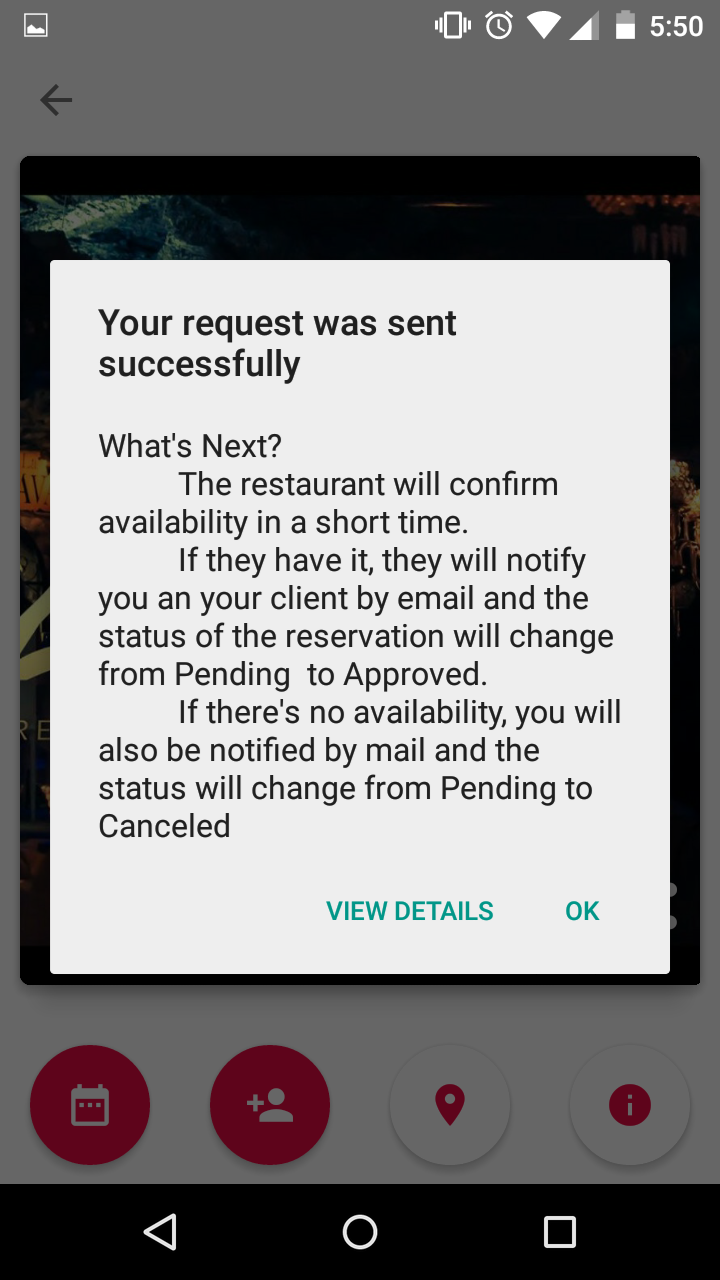 5:50
Your request was sent
successfully
What's Next?
The restaurant will confirm
availability in a short time.
If they have it, they will notify
you an your client by email and the
status of the reservation will change
from Pending  to Approved.
If there's no availability, you will
also be notified by mail and the
status will change from Pending to
Canceled
VIEW DETAILS OK